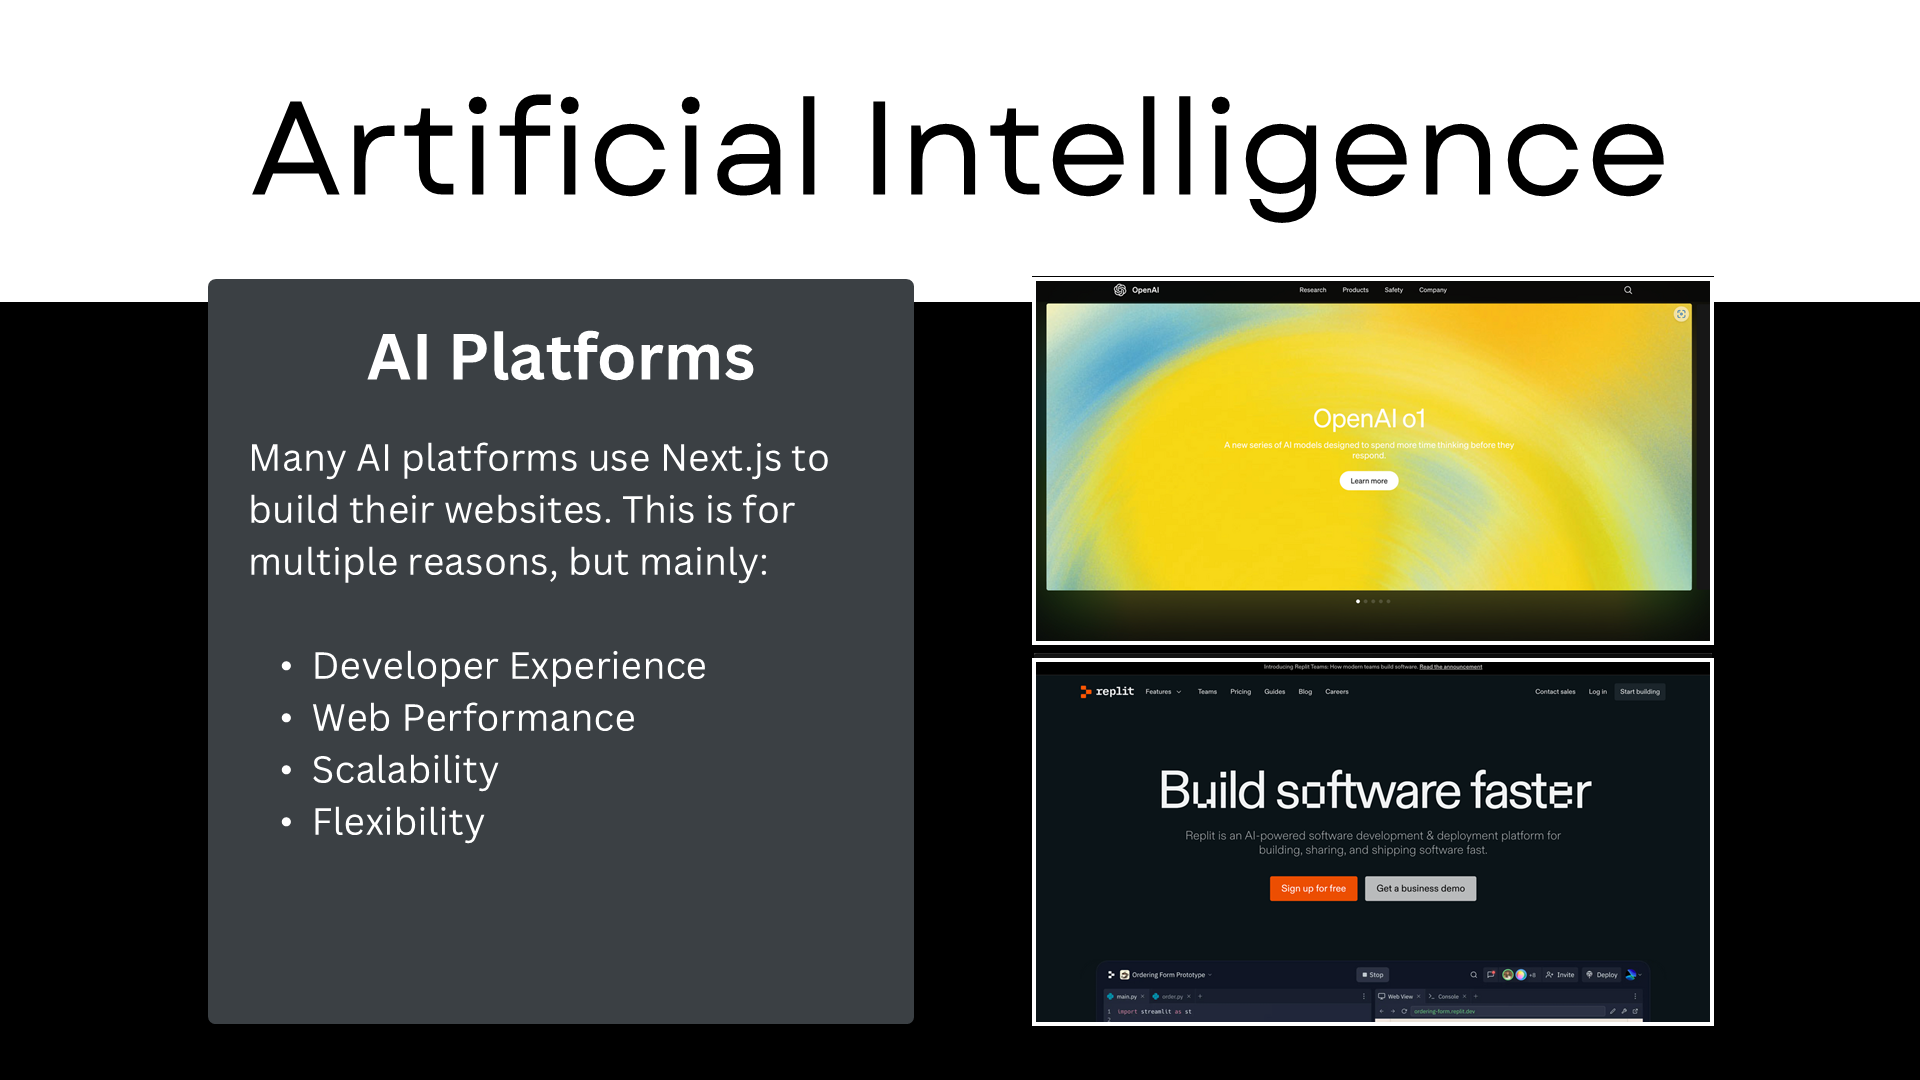 Artificial Intelligence
AI Platforms
Many AI platforms use Next.js to
build their websites. This is for
multiple reasons, but mainly:
• Developer Experience
• Web Performance
• Scalability
• Flexibility
OpenAI
Research Products Safety Company
OpenAI o1
A new series of AI models designed to spend more time thinking before they
respond.
Learn more
Introducing Replit Teams: How modern teams build software. Read the announcement
replit Features Teams Pricing Guides Blog Careers Contact sales Log in Start building
Build software faster
Replit is an AI-powered software development & deployment platform for
building, sharing, and shipping software fast.
Sign up for free Get a business demo
Ordering Form Prototype Stop +8 Invite Deploy
main.py order.py Web View Console
1 import streamlit as st ordering-form.replit.dev
2